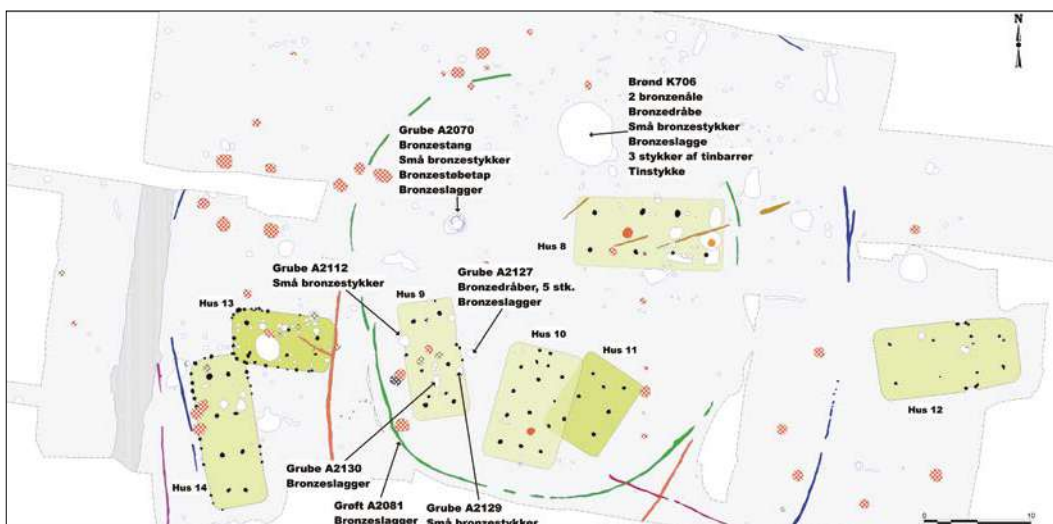 N
Brønd K706
2 bronzenåle
Bronzedråbe
Små bronzestykker
Bronzeslagge
3 stykker af tinbarrer
Tinstykke
Grube A2070
Bronzestang
Små bronzestykker
Bronzestøbetap
Bronzeslagger
Hus 8
Grube A2112
Små bronzestykker
Grube A2127
Bronzedråber, 5 stk.
Bronzeslagger
Hus 13
Hus 9
Hus 10
Hus 11
Hus 12
Hus 14
Grube A2130
Bronzeslagger
Grøft A2081
Bronzeslagger
Grube A2129
Små bronzestykker
0
10